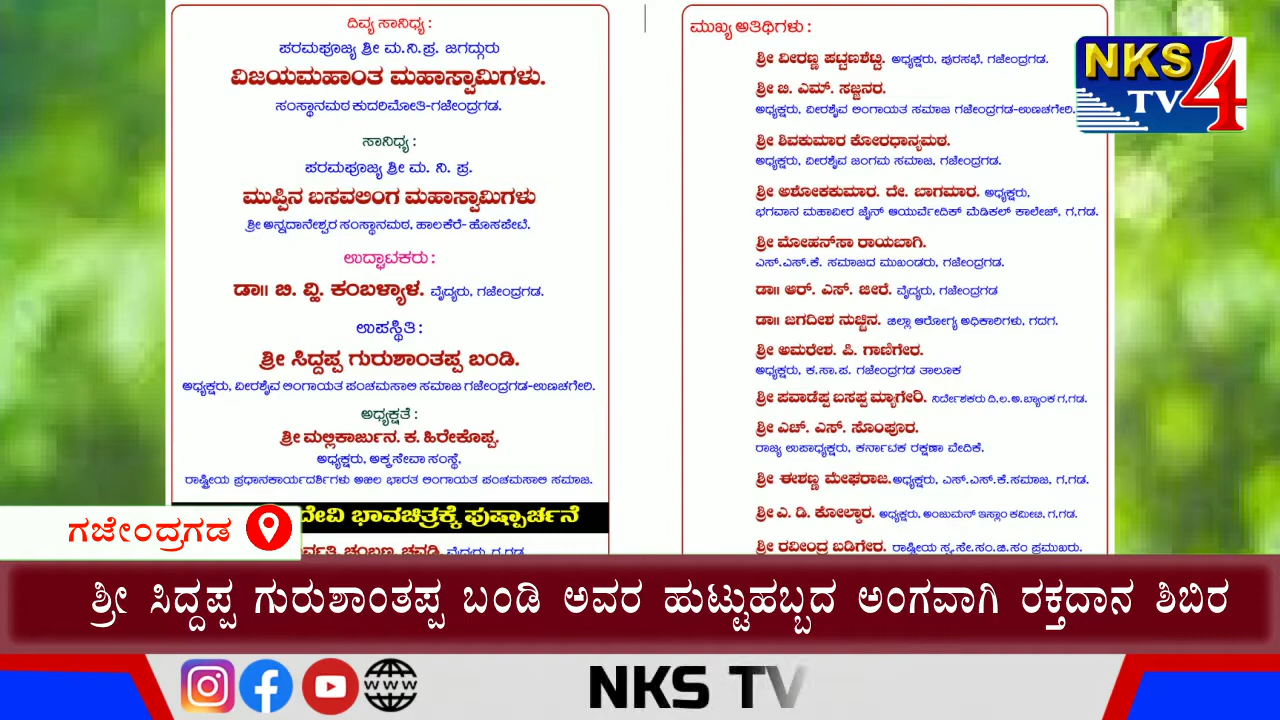 ದಿವ್ಯ ಸಾನಿಧ್ಯ :
ಪರಮಪೂಜ್ಯ ಶ್ರೀ ಮ.ನಿ.ಪ್ರ. ಜಗದ್ಗುರು
ವಿಜಯಮಹಾಂತ ಮಹಾಸ್ವಾಮಿಗಳು.
ಸಂಸ್ಥಾನಮಠ ಕುದರಿಮೋತಿ-ಗಜೇಂದ್ರಗಡ.
ಸಾನಿಧ್ಯ :
ಪರಮಪೂಜ್ಯ ಶ್ರೀ ಮ. ನಿ. ಪ್ರ.
ಮುಪ್ಪಿನ ಬಸವಲಿಂಗ ಮಹಾಸ್ವಾಮಿಗಳು
ಶ್ರೀ ಅನ್ನದಾನೇಶ್ವರ ಸಂಸ್ಥಾನಮಠ, ಹಾಲಕೆರೆ- ಹೊಸಪೇಟೆ.
ಉದ್ಘಾಟಕರು :
ಡಾ॥ ಬಿ. ವ್ಹಿ. ಕಂಬಳ್ಯಾಳ. ವೈದ್ಯರು, ಗಜೇಂದ್ರಗಡ.
ಉಪಸ್ಥಿತಿ :
ಶ್ರೀ ಸಿದ್ದಪ್ಪ ಗುರುಶಾಂತಪ್ಪ ಬಂಡಿ.
ಅಧ್ಯಕ್ಷರು, ವೀರಶೈವ ಲಿಂಗಾಯತ ಪಂಚಮಸಾಲಿ ಸಮಾಜ ಗಜೇಂದ್ರಗಡ-ಉಣಚಗೇರಿ.
ಅಧ್ಯಕ್ಷತೆ :
ಶ್ರೀ ಮಲ್ಲಿಕಾರ್ಜುನ. ಕ. ಹಿರೇಕೊಪ್ಪ.
ಅಧ್ಯಕ್ಷರು, ಅಕ್ಕ ಸೇವಾ ಸಂಸ್ಥೆ,
ರಾಷ್ಟ್ರೀಯ ಪ್ರಧಾನಕಾರ್ಯದರ್ಶಿಗಳು ಅಖಿಲ ಭಾರತ ಲಿಂಗಾಯತ ಪಂಚಮಸಾಲಿ ಸಮಾಜ.
ದೇವಿ ಭಾವಚಿತ್ರಕ್ಕೆ ಪುಷ್ಪಾರ್ಚನೆ
ಮುಖ್ಯ ಅತಿಥಿಗಳು :
ಶ್ರೀ ವೀರಣ್ಣ ಪಟ್ಟಣಶೆಟ್ಟಿ. ಅಧ್ಯಕ್ಷರು, ಪುರಸಭೆ, ಗಜೇಂದ್ರಗಡ.
ಶ್ರೀ ಬಿ. ಎಮ್. ಸಜ್ಜನರ.
ಅಧ್ಯಕ್ಷರು, ವೀರಶೈವ ಲಿಂಗಾಯತ ಸಮಾಜ ಗಜೇಂದ್ರಗಡ-ಉಣಚಗೇರಿ.
ಶ್ರೀ ಶಿವಕುಮಾರ ಕೋರಧಾನ್ಯಮಠ.
ಅಧ್ಯಕ್ಷರು, ವೀರಶೈವ ಜಂಗಮ ಸಮಾಜ, ಗಜೇಂದ್ರಗಡ.
ಶ್ರೀ ಅಶೋಕಕುಮಾರ. ದೇ. ಬಾಗಮಾರ. ಅಧ್ಯಕ್ಷರು,
ಭಗವಾನ ಮಹಾವೀರ ಜೈನ್ ಆಯುರ್ವೇದಿಕ್ ಮೆಡಿಕಲ್ ಕಾಲೇಜ್, ಗ,ಗಡ.
ಶ್ರೀ ಮೋಹನ್‌ಸಾ ರಾಯಬಾಗಿ.
ಎಸ್.ಎಸ್.ಕೆ. ಸಮಾಜದ ಮುಖಂಡರು, ಗಜೇಂದ್ರಗಡ.
ಡಾ॥ ಆರ್. ಎಸ್. ಜೀರೆ. ವೈದ್ಯರು, ಗಜೇಂದ್ರಗಡ
ಡಾ॥ ಜಗದೀಶ ನುಚ್ಚಿನ. ಜಿಲ್ಲಾ ಆರೋಗ್ಯ ಅಧಿಕಾರಿಗಳು, ಗದಗ.
ಶ್ರೀ ಅಮರೇಶ. ಪಿ. ಗಾಣಿಗೇರ.
ಅಧ್ಯಕ್ಷರು, ಕ.ಸಾ.ಪ. ಗಜೇಂದ್ರಗಡ ತಾಲೂಕ
ಶ್ರೀ ಪವಾಡೆಪ್ಪ ಬಸಪ್ಪ ಮ್ಯಾಗೇರಿ. ನಿರ್ದೇಶಕರು ದಿ.ಲ.ಅ.ಬ್ಯಾಂಕ ಗ,ಗಡ.
ಶ್ರೀ ಎಚ್. ಎಸ್. ಸೊಂಪೂರ.
ರಾಜ್ಯ ಉಪಾಧ್ಯಕ್ಷರು, ಕರ್ನಾಟಕ ರಕ್ಷಣಾ ವೇದಿಕೆ.
ಶ್ರೀ ಈಶಣ್ಣ ಮೇಘರಾಜ. ಅಧ್ಯಕ್ಷರು, ಎಸ್.ಎಸ್.ಕೆ.ಸಮಾಜ, ಗ,ಗಡ.
ಶ್ರೀ ಎ. ಡಿ. ಕೋಲ್ಕಾರ. ಅಧ್ಯಕ್ಷರು, ಅಂಜುಮನ್ ಇಸ್ಲಾಂ ಕಮೀಟಿ, ಗ,ಗಡ.
ಶ್ರೀ ರವೀಂದ್ರ ಬಡಿಗೇರ. ರಾಷ್ಟ್ರೀಯ ಸ್ವ.ಸೇ.ಸಂ.ಜಿ.ಸಂ ಪ್ರಮುಖರು.
NKS 4
TV
ಗಜೇಂದ್ರಗಡ
ಶ್ರೀ ಸಿದ್ದಪ್ಪ ಗುರುಶಾಂತಪ್ಪ ಬಂಡಿ ಅವರ ಹುಟ್ಟುಹಬ್ಬದ ಅಂಗವಾಗಿ ರಕ್ತದಾನ ಶಿಬಿರ
WWW
NKS TV